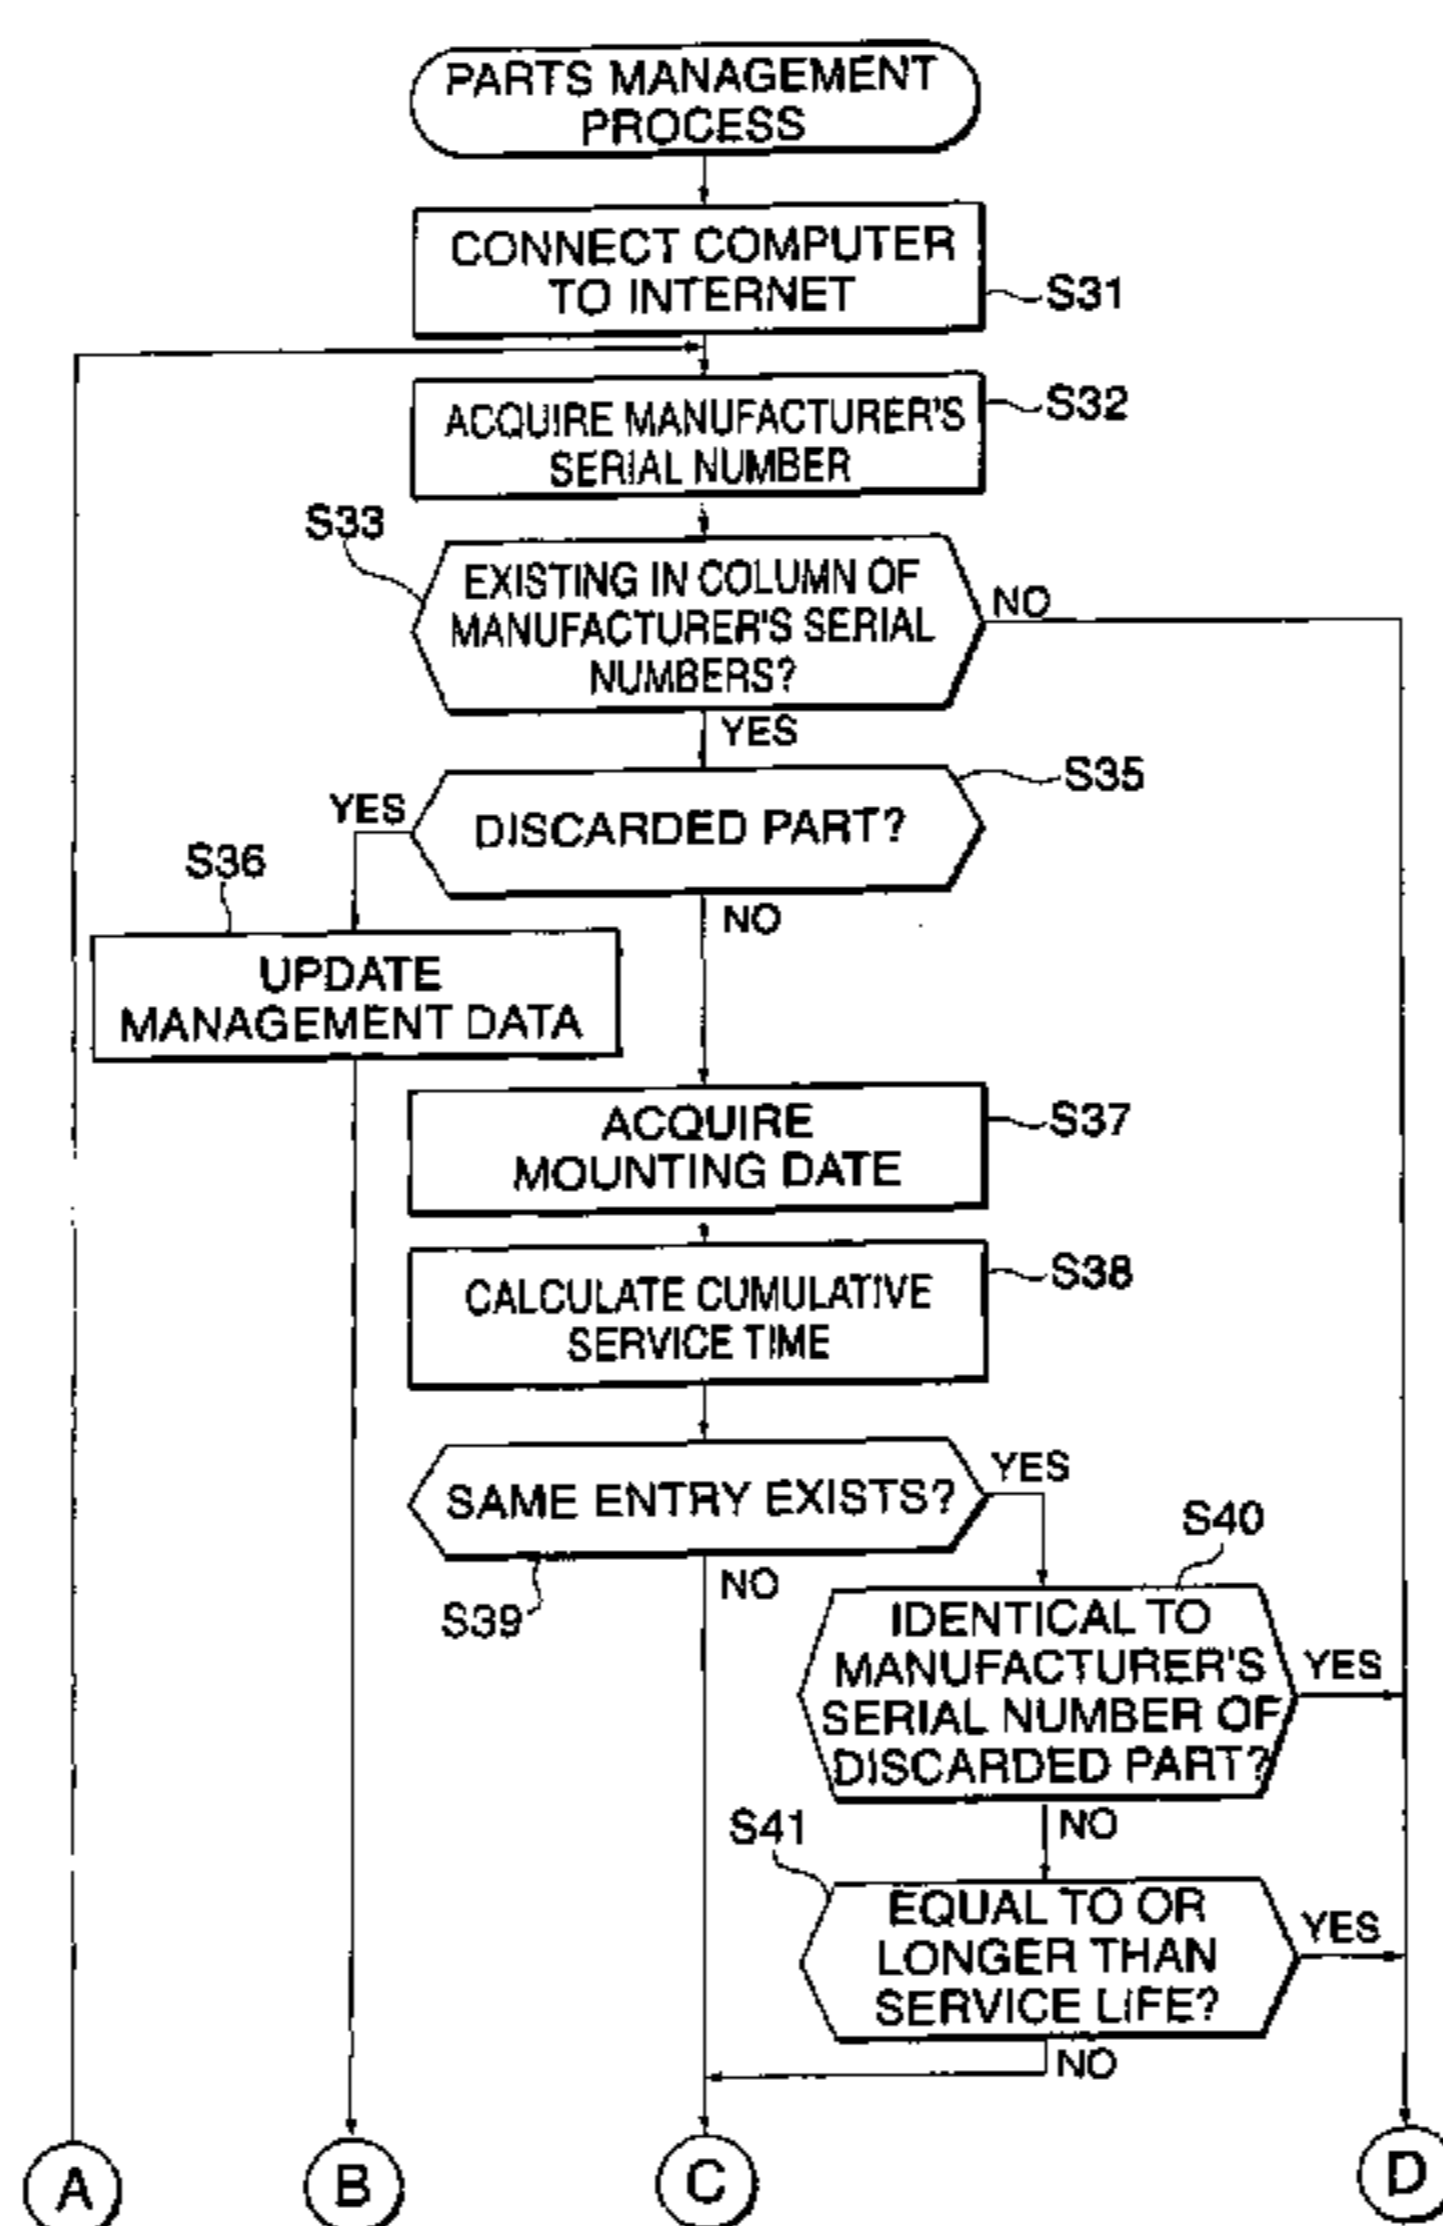 PARTS MANAGEMENT
PROCESS
CONNECT COMPUTER
TO INTERNET
S31
ACQUIRE MANUFACTURER'S
SERIAL NUMBER
S32
S33
EXISTING IN COLUMN OF
MANUFACTURER'S SERIAL
NUMBERS?
NO
YES
S35
DISCARDED PART?
YES
NO
S36
UPDATE
MANAGEMENT DATA
ACQUIRE
MOUNTING DATE
S37
CALCULATE CUMULATIVE
SERVICE TIME
S38
SAME ENTRY EXISTS?
YES
NO
S39
S40
IDENTICAL TO
MANUFACTURER'S
SERIAL NUMBER OF
DISCARDED PART?
YES
NO
S41
EQUAL TO OR
LONGER THAN
SERVICE LIFE?
YES
NO
A
B
C
D